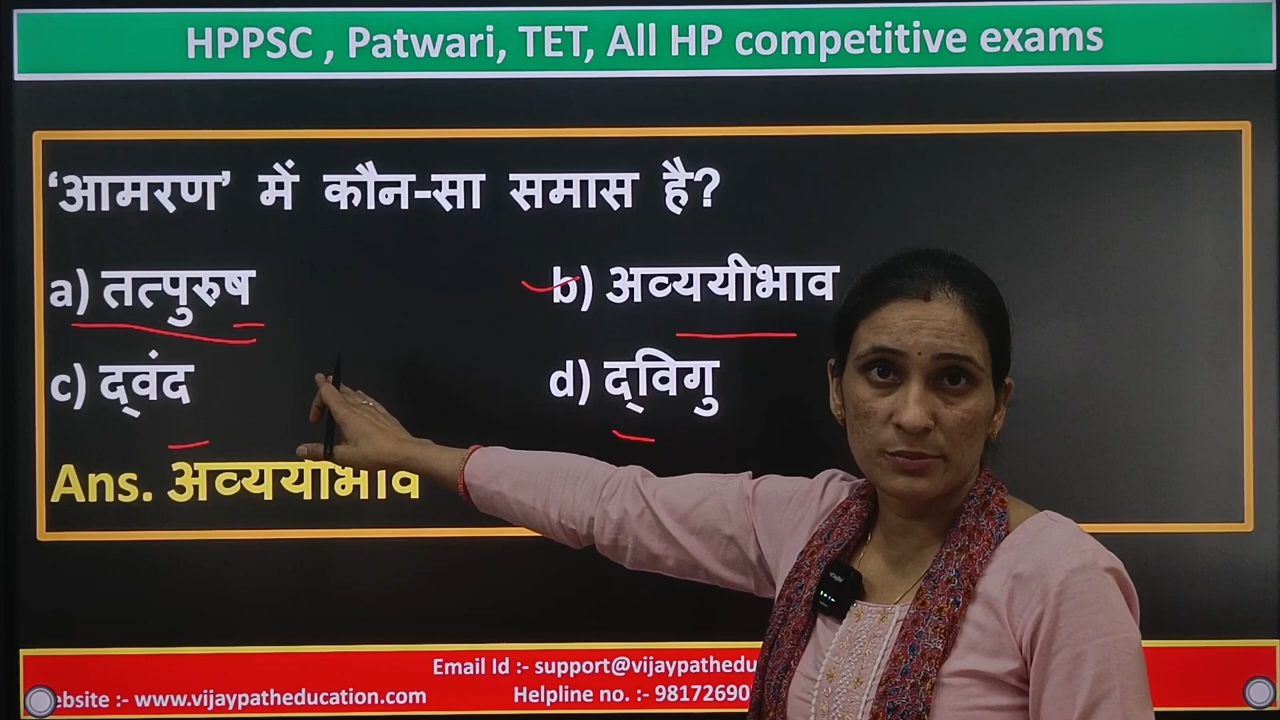 HPPSC , Patwari, TET, All HP competitive exams
‘आमरण’ में कौन-सा समास है?
a) तत्पुरुष b) अव्ययीभाव
c) द्वंद d) द्विगु
Ans. अव्ययीभाव
Email Id :- support@vijaypathedu
ebsite :- www.vijaypatheducation.com Helpline no. :- 98172690